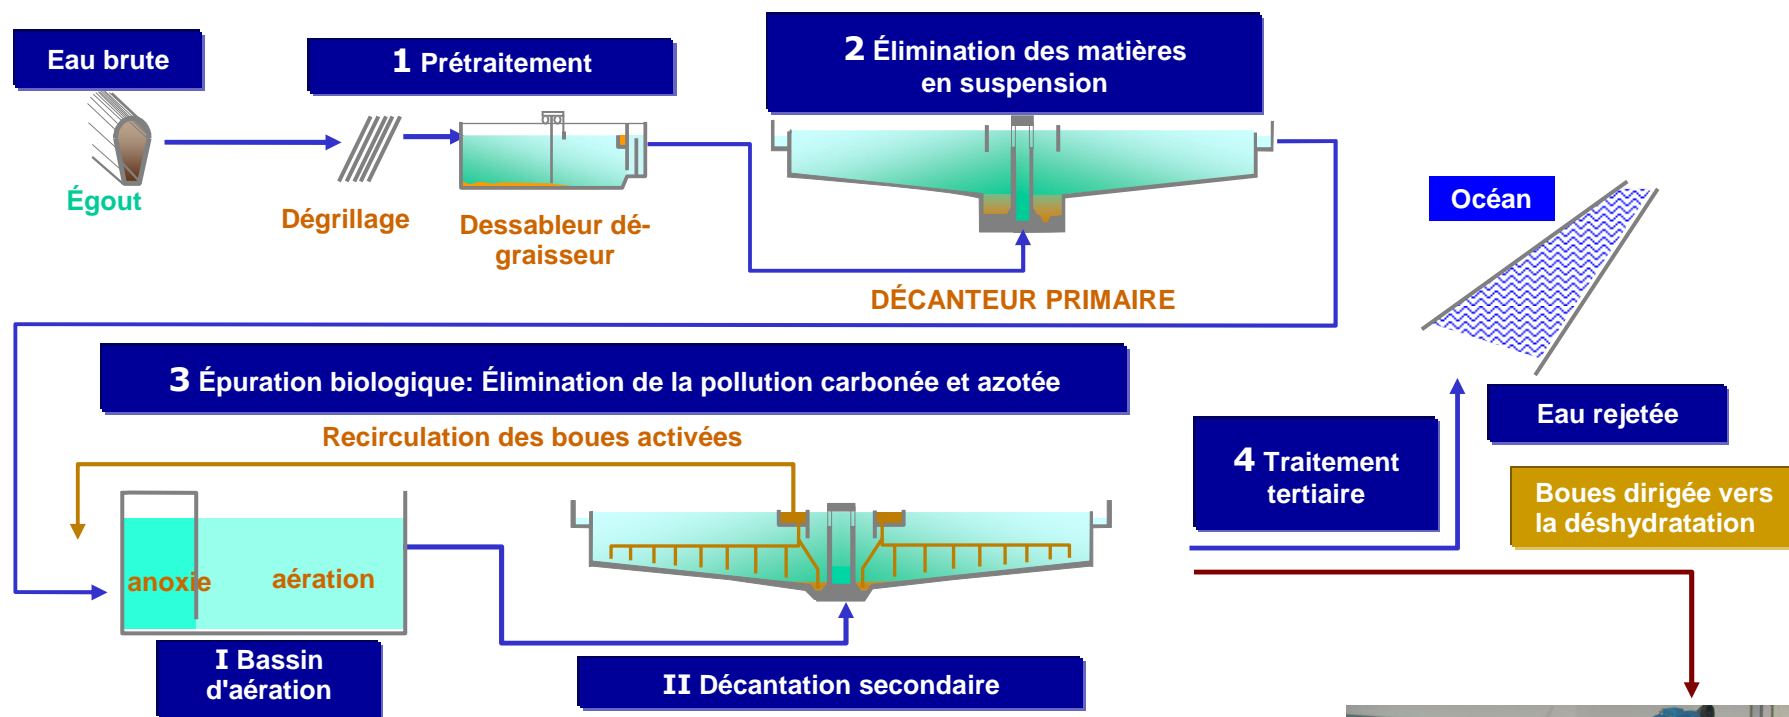 Eau brute
1 Prétraitement
2 Élimination des matières
en suspension
Égout
Dégrillage
Dessableur dé-
graisseur
Océan
DÉCANTEUR PRIMAIRE
3 Épuration biologique: Élimination de la pollution carbonée et azotée
Recirculation des boues activées
4 Traitement
tertiaire
Eau rejetée
Boues dirigée vers
la déshydratation
anoxie
aération
I Bassin
d'aération
II Décantation secondaire